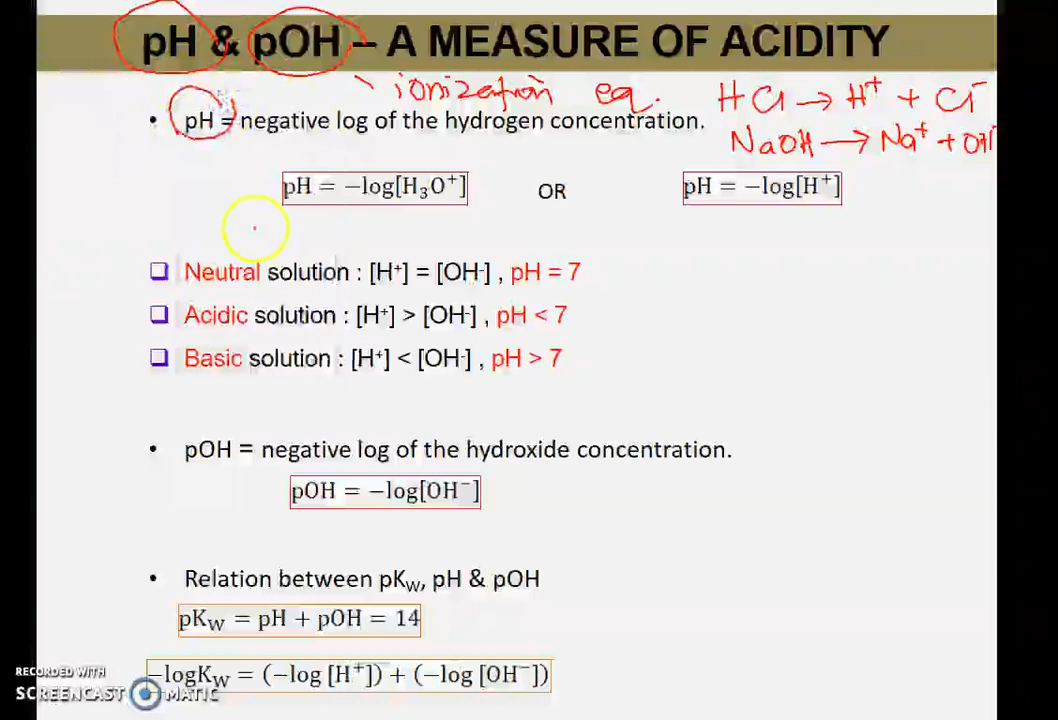 pH & pOH – A MEASURE OF ACIDITY
ionization eq. HCl → H⁺ + Cl⁻
• pH = negative log of the hydrogen concentration.
NaOH → Na⁺ + OH
pH = −log[H₃O⁺] OR pH = −log[H⁺]
❑ Neutral solution : [H⁺] = [OH⁻] , pH = 7
❑ Acidic solution : [H⁺] > [OH⁻] , pH < 7
❑ Basic solution : [H⁺] < [OH⁻] , pH > 7
• pOH = negative log of the hydroxide concentration.
pOH = −log[OH⁻]
• Relation between pKw, pH & pOH
pKw = pH + pOH = 14
−logKw = (−log [H⁺]) + (−log [OH⁻])
RECORDED WITH
SCREENCAST MATIC